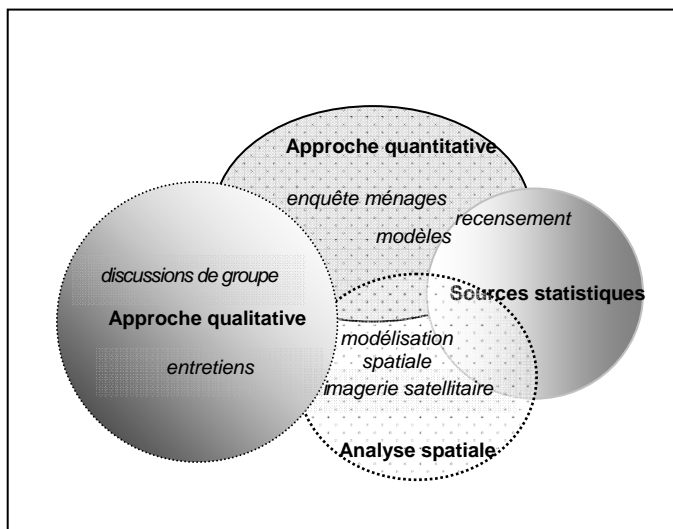 Approche quantitative
enquête ménages
recensement
modèles
discussions de groupe
Sources statistiques
Approche qualitative
modélisation
spatiale
entretiens
imagerie satellitaire
Analyse spatiale